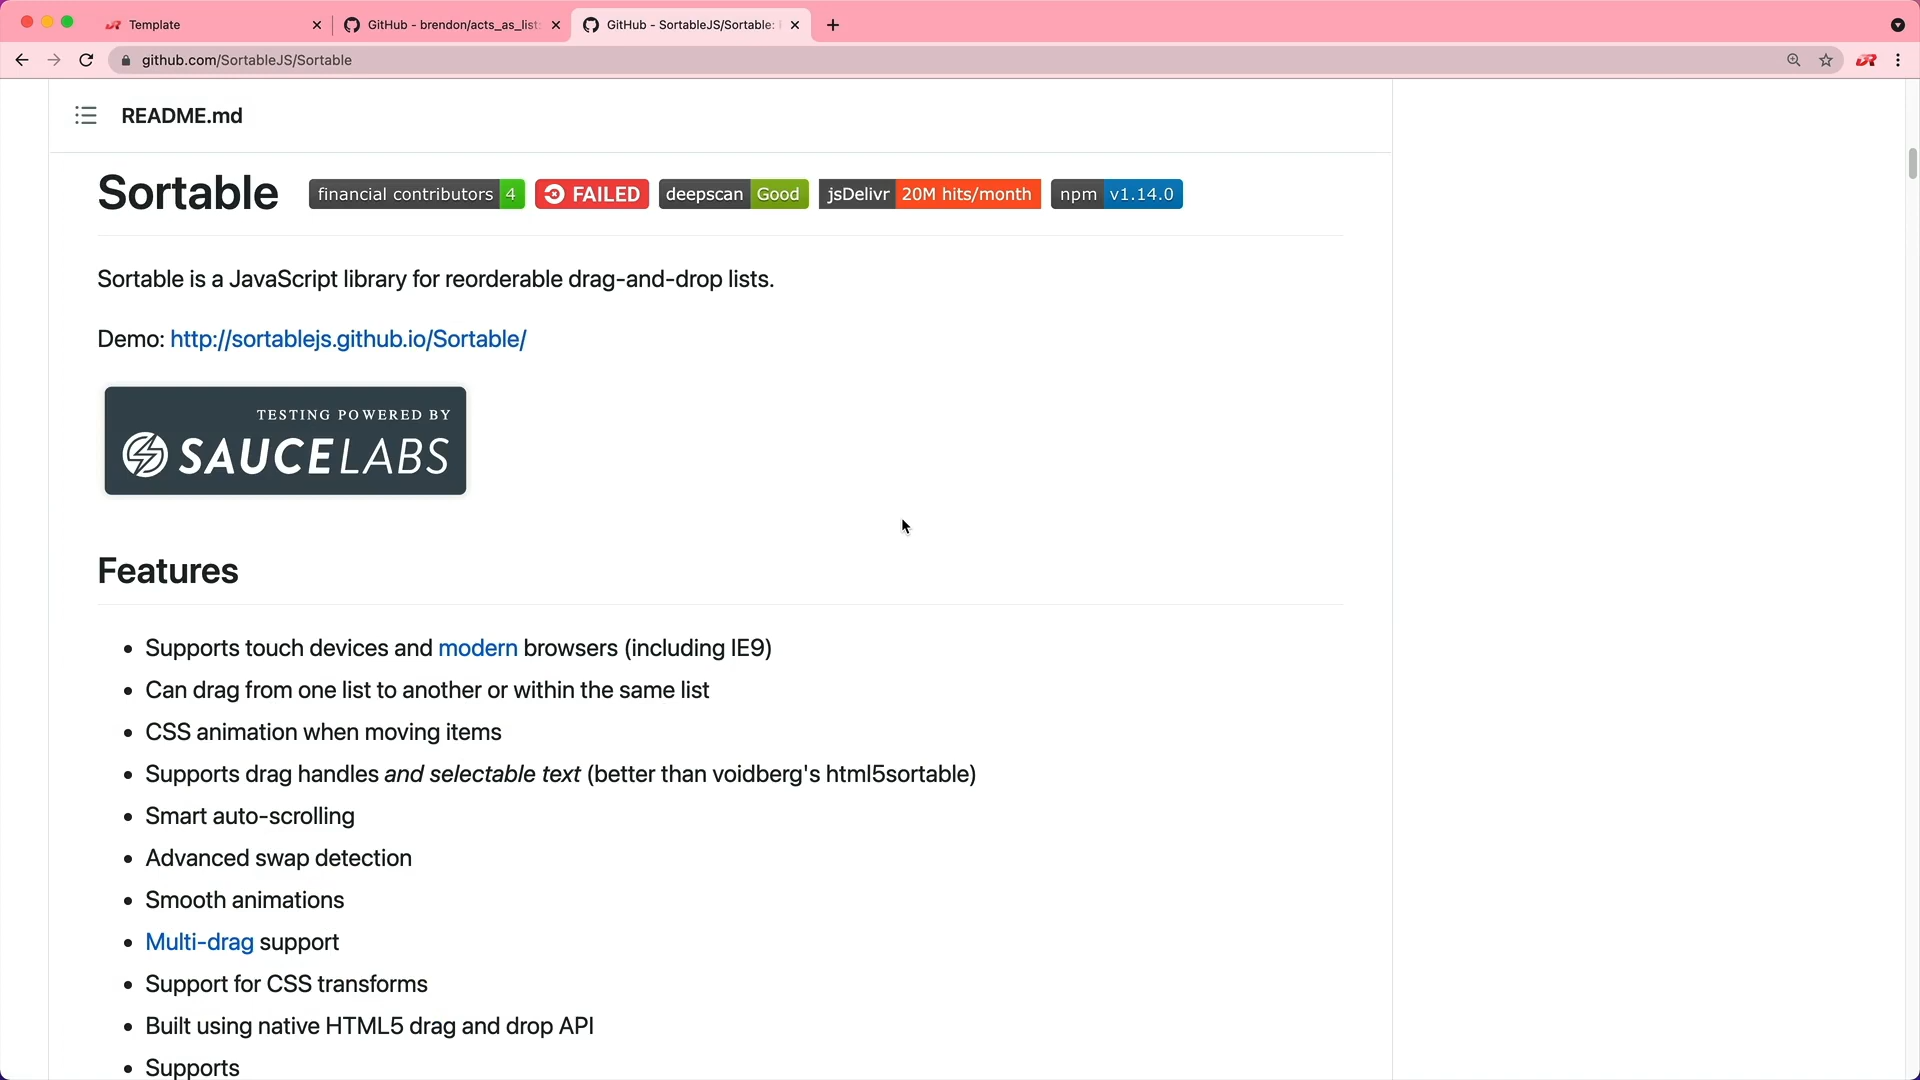 Template
GitHub - brendon/acts_as_list:
GitHub - SortableJS/Sortable:
github.com/SortableJS/Sortable
README.md
Sortable
financial contributors 4
FAILED
deepscan Good
jsDelivr 20M hits/month
npm v1.14.0
Sortable is a JavaScript library for reorderable drag-and-drop lists.
Demo: http://sortablejs.github.io/Sortable/
TESTING POWERED BY
SAUCELABS
Features
Supports touch devices and modern browsers (including IE9)
Can drag from one list to another or within the same list
CSS animation when moving items
Supports drag handles and selectable text (better than voidberg's html5sortable)
Smart auto-scrolling
Advanced swap detection
Smooth animations
Multi-drag support
Support for CSS transforms
Built using native HTML5 drag and drop API
Supports